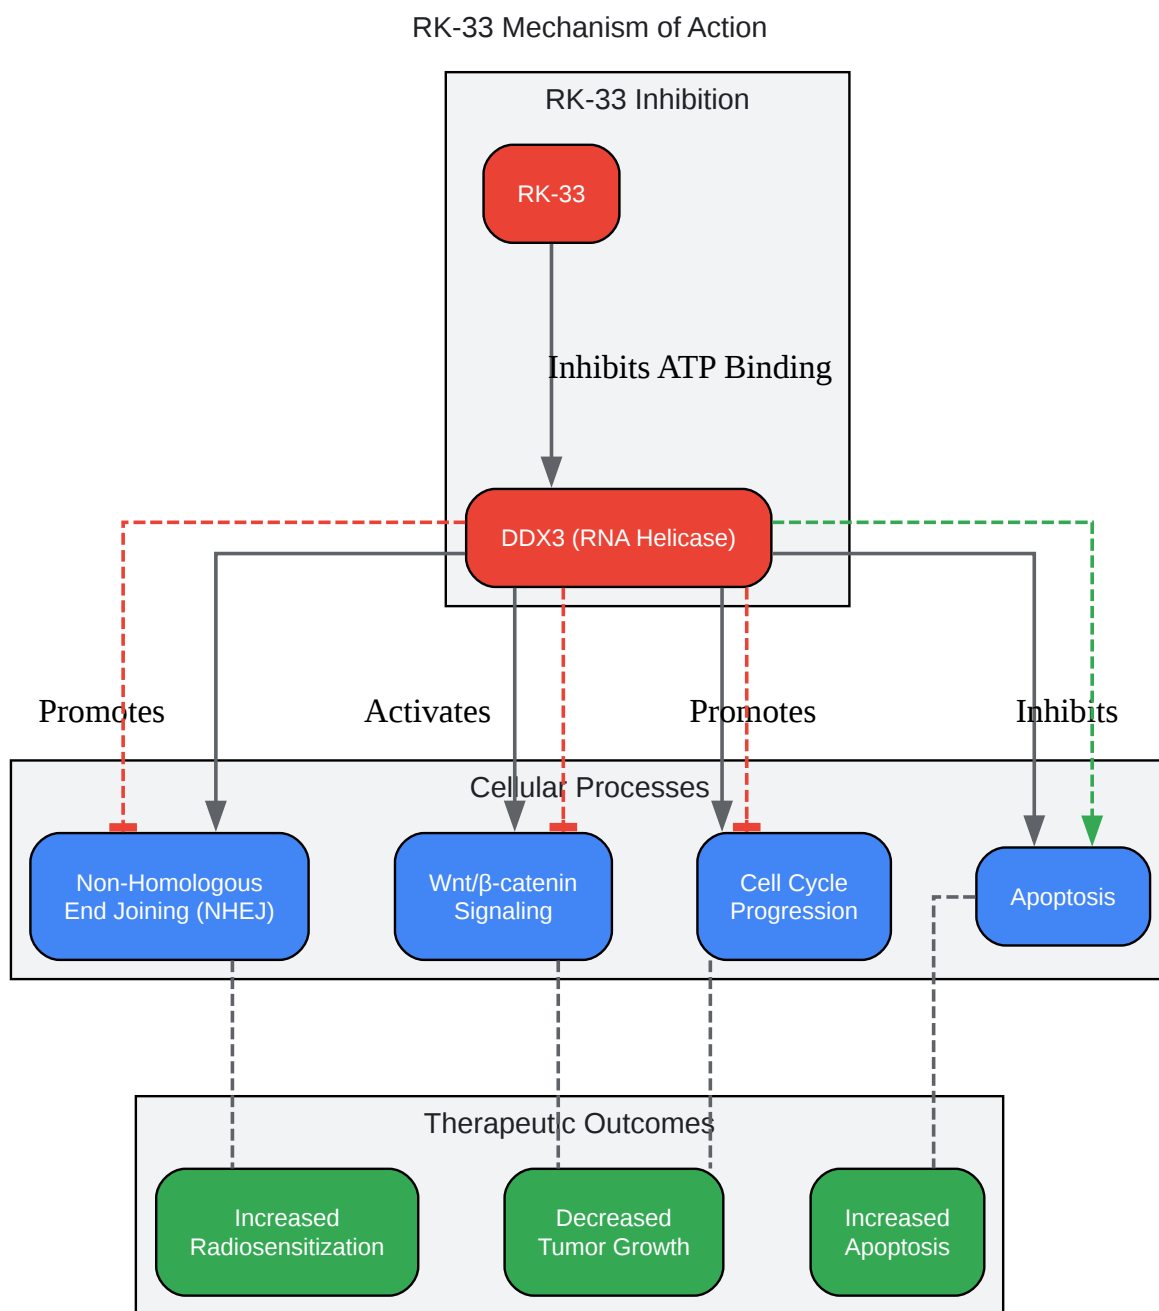 RK-33 Mechanism of Action
RK-33 Inhibition
RK-33
Inhibits ATP Binding
DDX3 (RNA Helicase)
Promotes
Activates
Promotes
Inhibits
Cellular Processes
Non-Homologous
End Joining (NHEJ)
Wnt/β-catenin
Signaling
Cell Cycle
Progression
Apoptosis
Therapeutic Outcomes
Increased
Radiosensitization
Decreased
Tumor Growth
Increased
Apoptosis